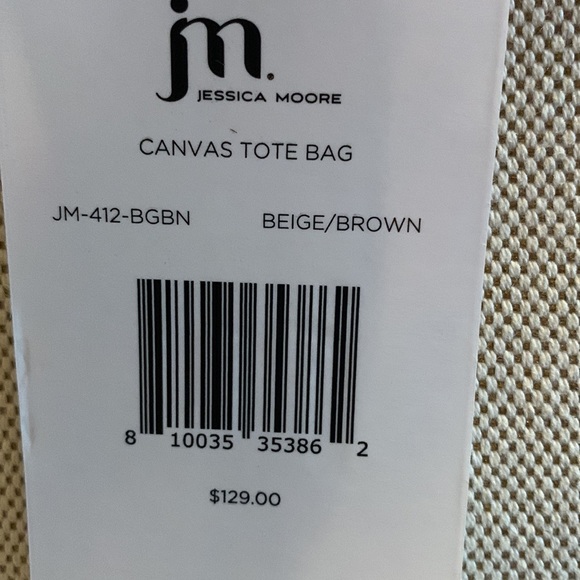 jm.
JESSICA MOORE
CANVAS TOTE BAG
JM-412-BGBN BEIGE/BROWN
8 10035 35386 2
$129.00